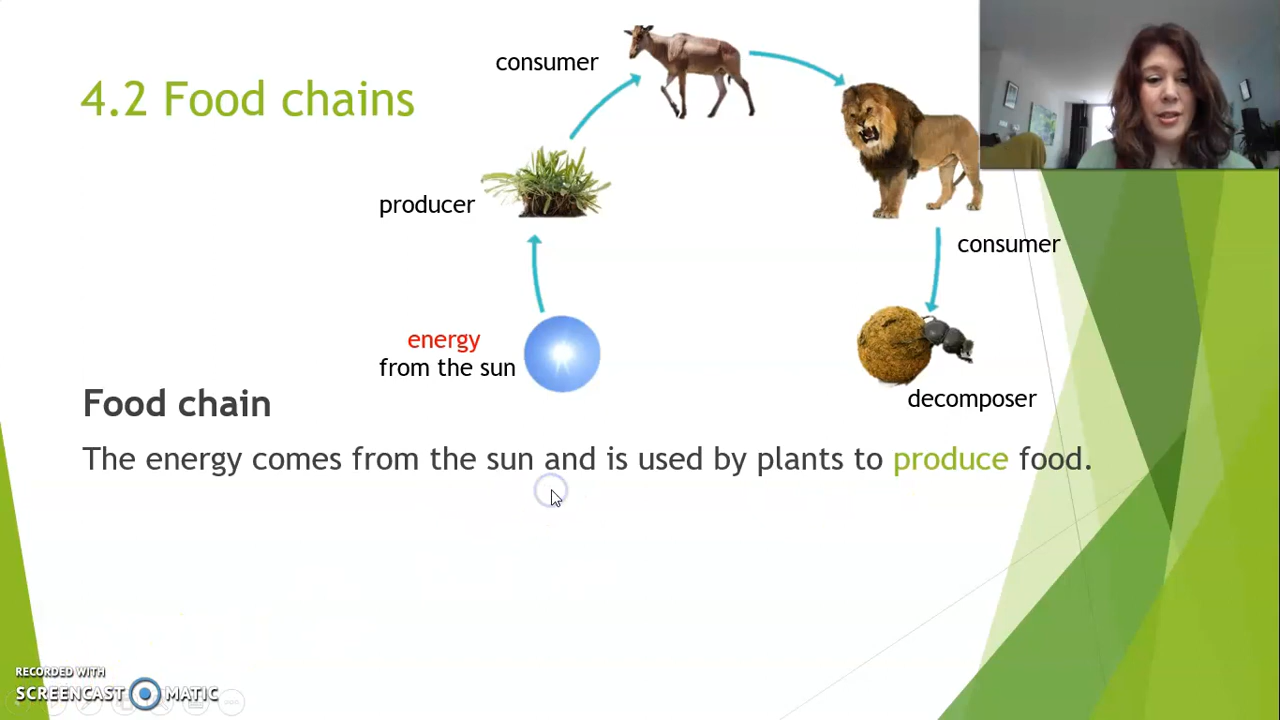 4.2 Food chains
consumer
producer
energy
from the sun
consumer
decomposer
Food chain
The energy comes from the sun and is used by plants to produce food.
RECORDED WITH
SCREENCAST MATIC